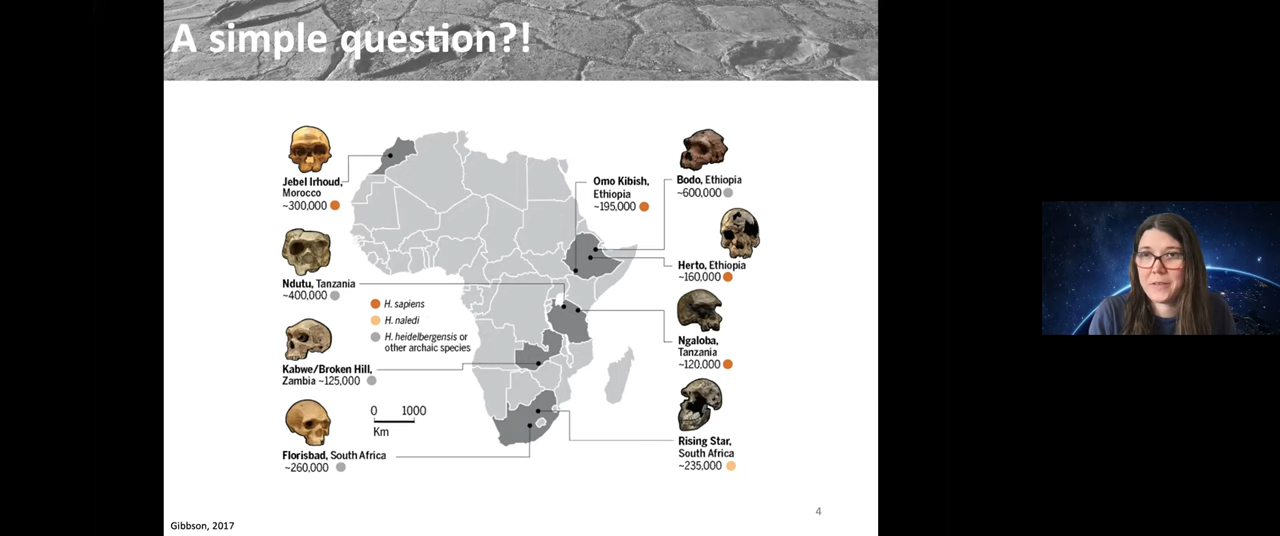 A simple question?!
Jebel Irhoud,
Morocco
~300,000
Ndutu, Tanzania
~400,000
H. sapiens
H. naledi
H. heidelbergensis or
other archaic species
Kabwe/Broken Hill,
Zambia ~125,000
0 1000
Km
Florisbad, South Africa
~260,000
Omo Kibish,
Ethiopia
~195,000
Bodo, Ethiopia
~600,000
Herto, Ethiopia
~160,000
Ngaloba,
Tanzania
~120,000
Rising Star,
South Africa
~235,000
4
Gibbson, 2017